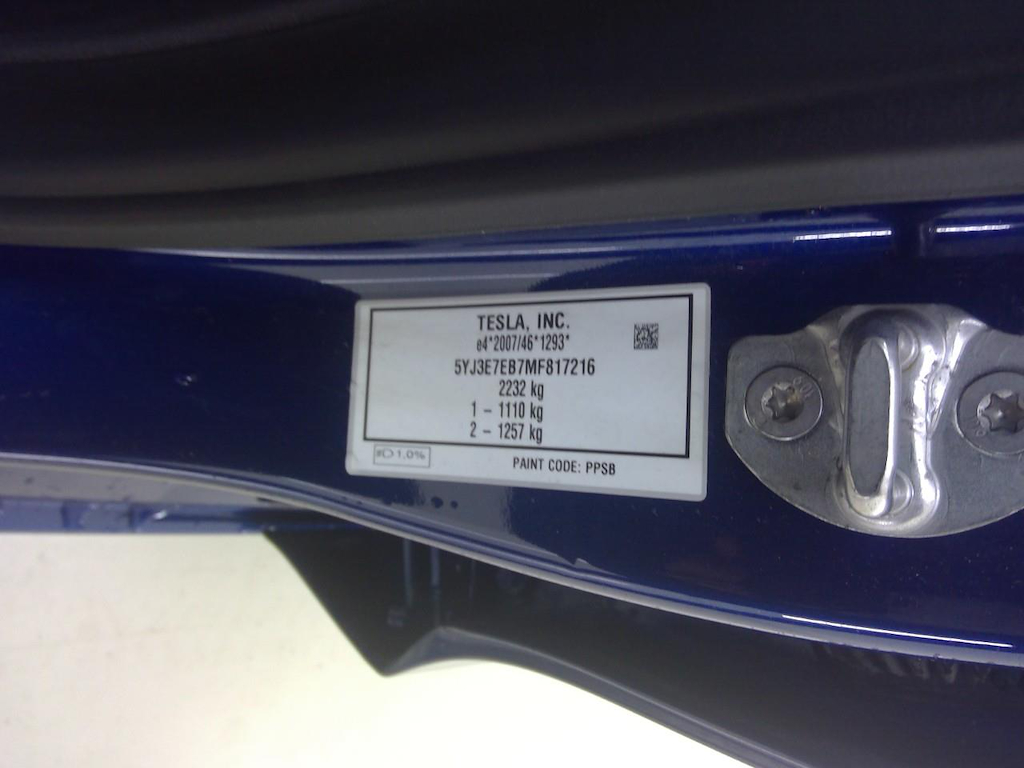 TESLA, INC.
e4*2007/46*1293*
5YJ3E7EB7MF817216
2232 kg
1 – 1110 kg
2 – 1257 kg
1,0%
PAINT CODE: PPSB